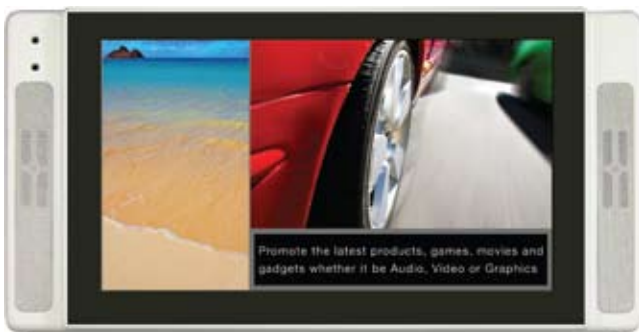 Promote the latest products, games, movies and
gadgets whether it be Audio, Video or Graphics